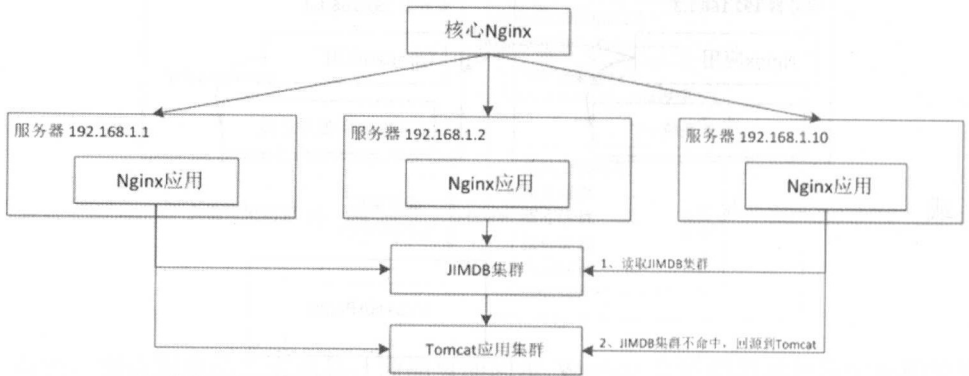 核心Nginx
服务器 192.168.1.1
服务器 192.168.1.2
服务器 192.168.1.10
Nginx应用
Nginx应用
Nginx应用
JIMDB集群
1、读取JIMDB集群
Tomcat应用集群
2、JIMDB集群不命中，回源到Tomcat